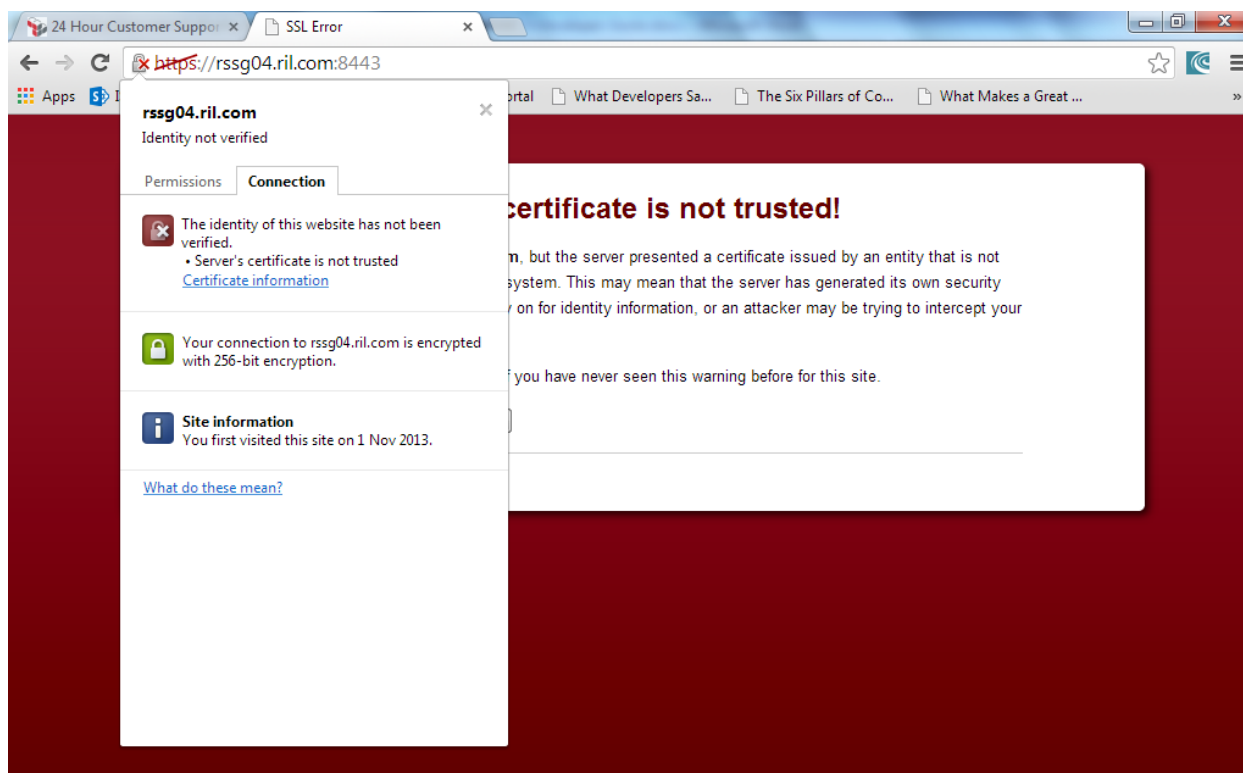 24 Hour Customer Suppor
SSL Error
https://rssg04.ril.com:8443
Apps
ortal
What Developers Sa...
The Six Pillars of Co...
What Makes a Great ...
»
rssg04.ril.com
Identity not verified
Permissions
Connection
The identity of this website has not been
verified.
• Server's certificate is not trusted
Certificate information
Your connection to rssg04.ril.com is encrypted
with 256-bit encryption.
Site information
You first visited this site on 1 Nov 2013.
What do these mean?
certificate is not trusted!
, but the server presented a certificate issued by an entity that is not
system. This may mean that the server has generated its own security
on for identity information, or an attacker may be trying to intercept your
you have never seen this warning before for this site.